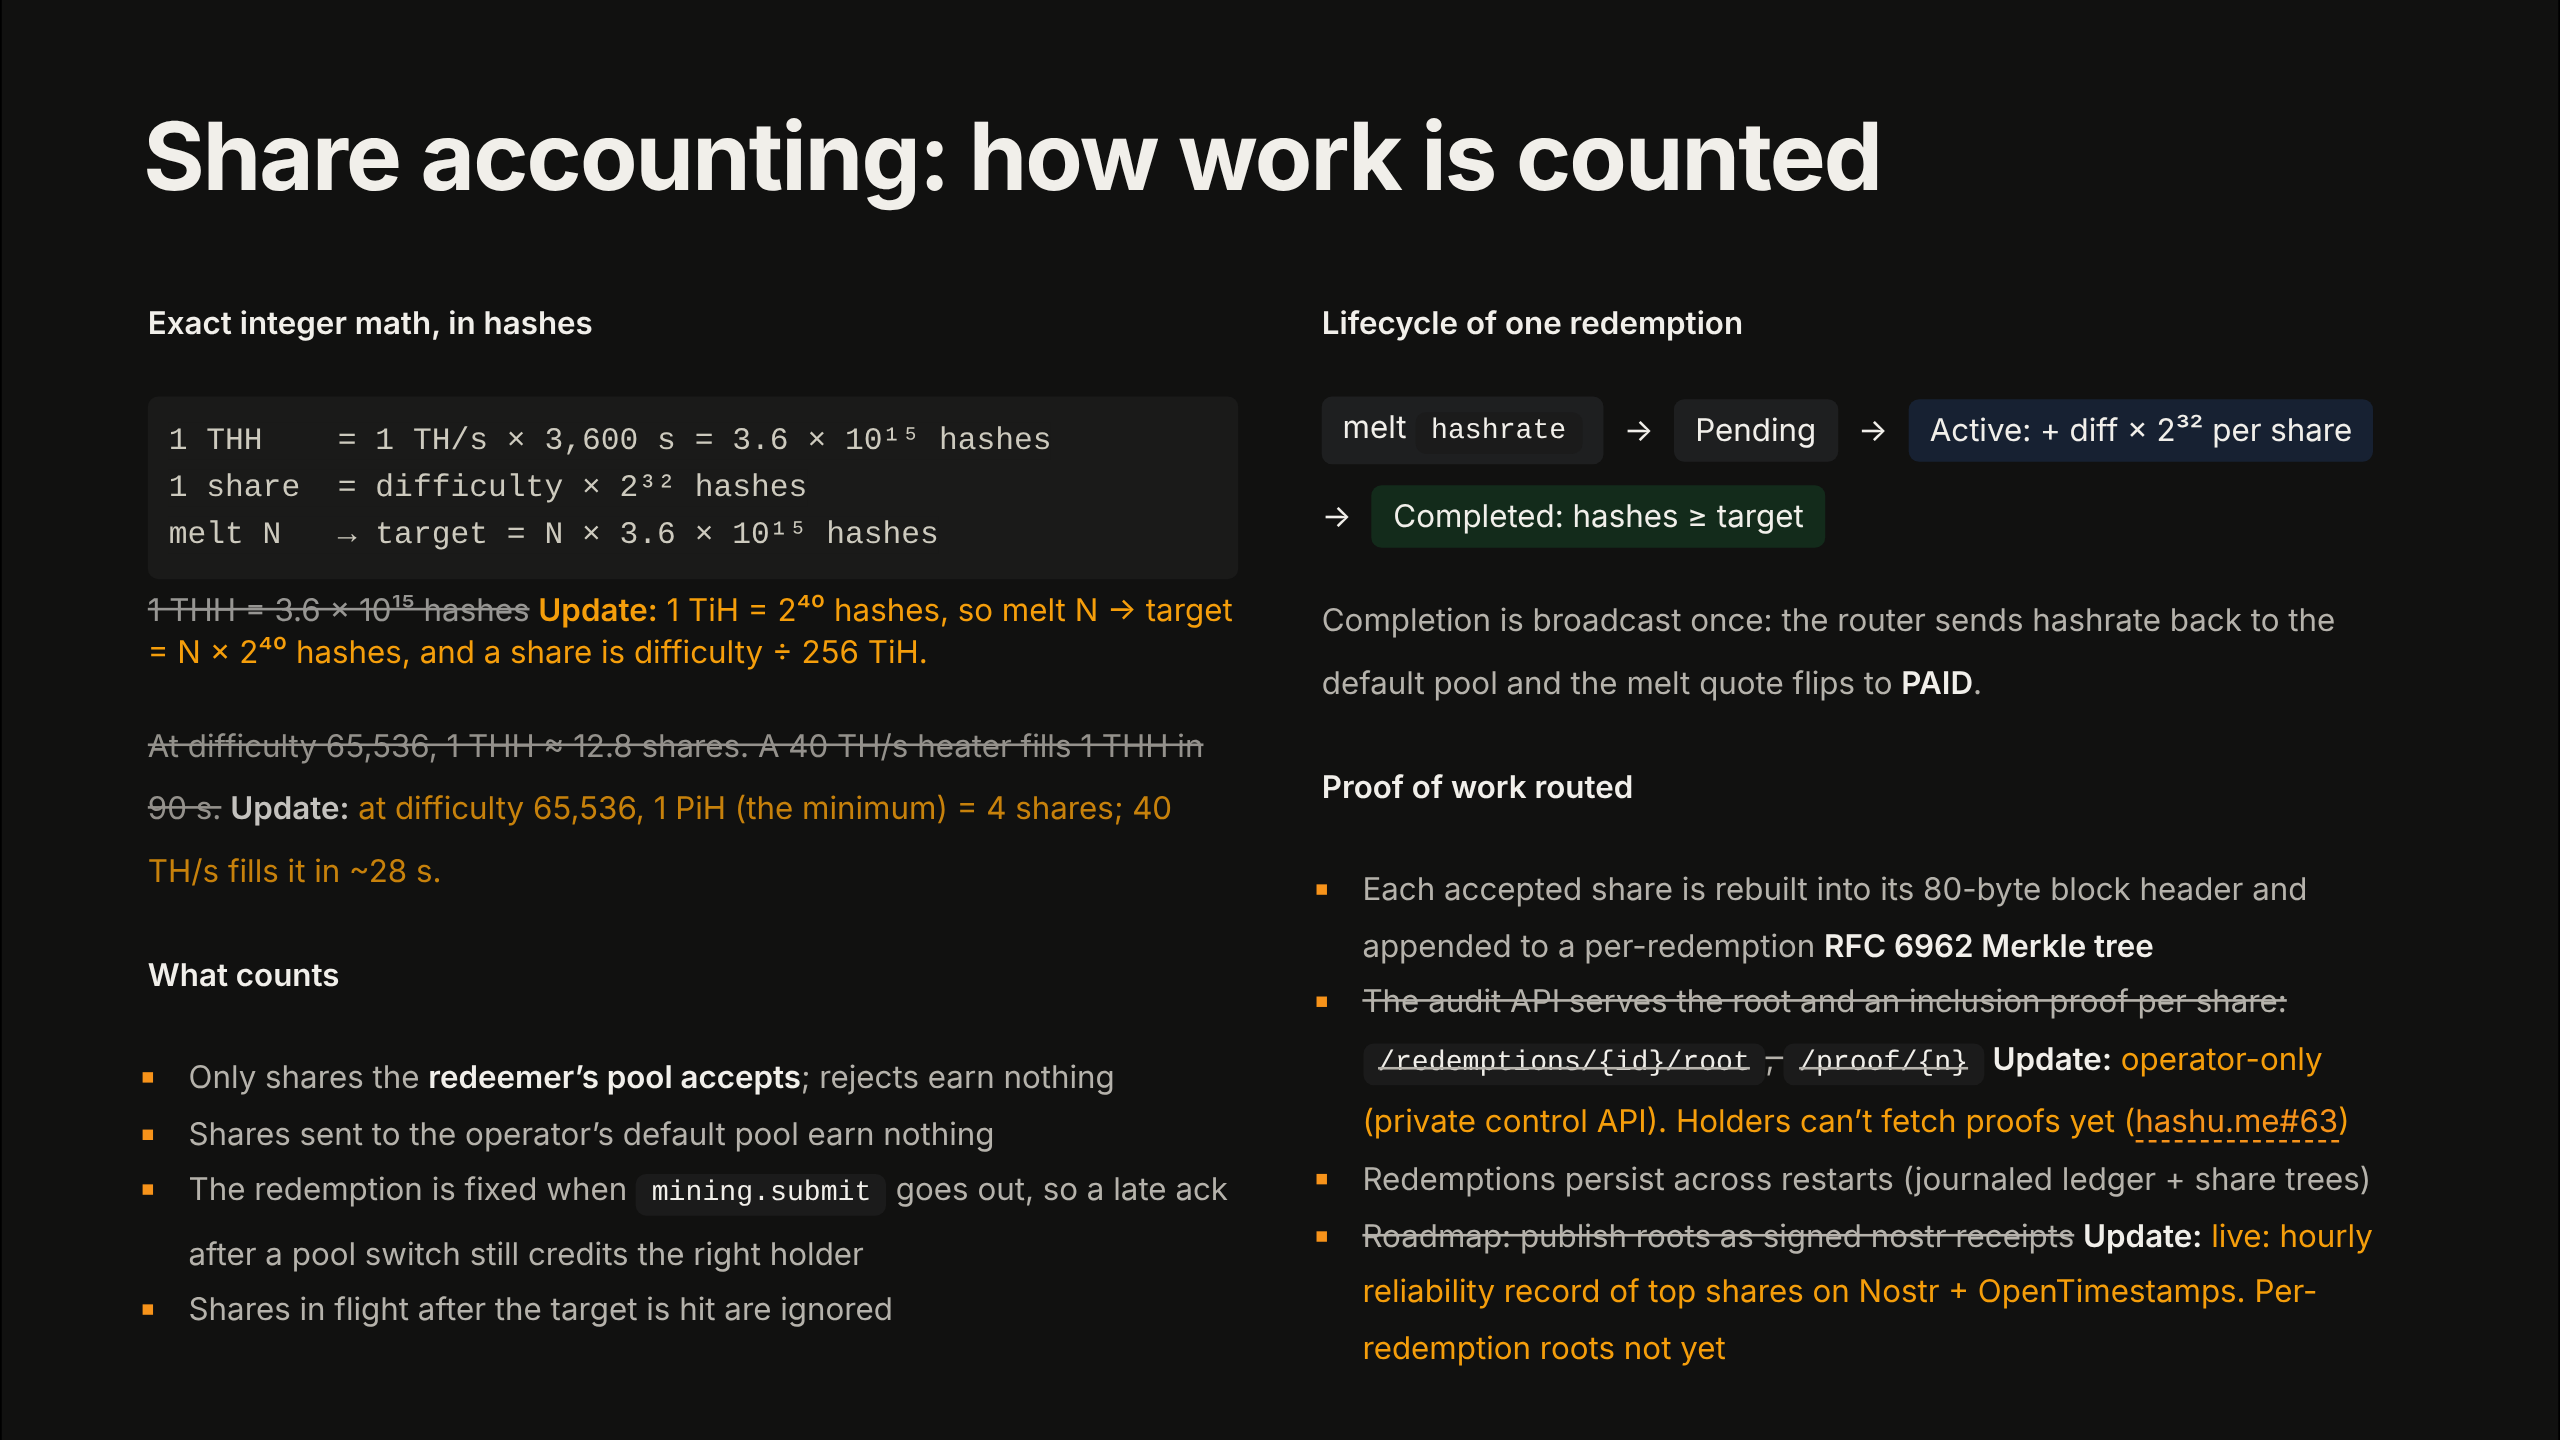 Share accounting: how work is counted
Exact integer math, in hashes
1 THH    = 1 TH/s × 3,600 s = 3.6 × 10¹⁵ hashes
1 share  = difficulty × 2³² hashes
melt N   → target = N × 3.6 × 10¹⁵ hashes
1 THH = 3.6 × 10¹⁵ hashes Update: 1 TiH = 2⁴⁰ hashes, so melt N → target
= N × 2⁴⁰ hashes, and a share is difficulty ÷ 256 TiH.
At difficulty 65,536, 1 THH ≈ 12.8 shares. A 40 TH/s heater fills 1 THH in
90 s. Update: at difficulty 65,536, 1 PiH (the minimum) = 4 shares; 40
TH/s fills it in ~28 s.
What counts
Only shares the redeemer’s pool accepts; rejects earn nothing
Shares sent to the operator’s default pool earn nothing
The redemption is fixed when mining.submit goes out, so a late ack
after a pool switch still credits the right holder
Shares in flight after the target is hit are ignored
Lifecycle of one redemption
melt hashrate → Pending → Active: + diff × 2³² per share
→ Completed: hashes ≥ target
Completion is broadcast once: the router sends hashrate back to the
default pool and the melt quote flips to PAID.
Proof of work routed
Each accepted share is rebuilt into its 80-byte block header and
appended to a per-redemption RFC 6962 Merkle tree
The audit API serves the root and an inclusion proof per share:
/redemptions/{id}/root, /proof/{n} Update: operator-only
(private control API). Holders can’t fetch proofs yet (hashu.me#63)
Redemptions persist across restarts (journaled ledger + share trees)
Roadmap: publish roots as signed nostr receipts Update: live: hourly
reliability record of top shares on Nostr + OpenTimestamps. Per-
redemption roots not yet